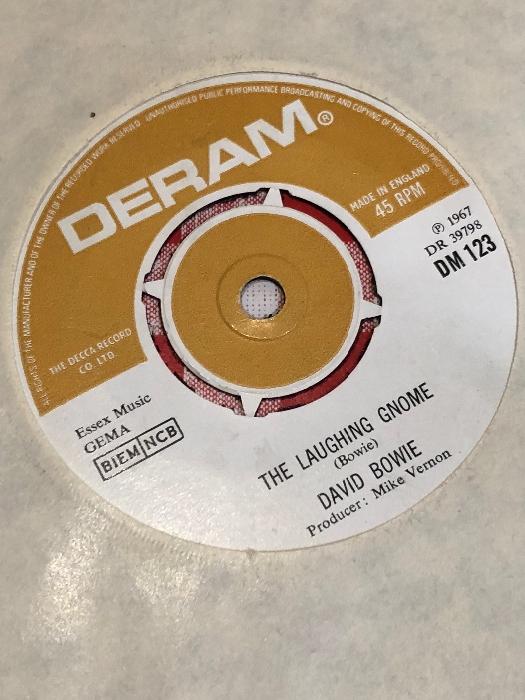 ALL RIGHTS OF THE MANUFACTURER AND OF THE OWNER OF THE RECORDED WORK RESERVED UNAUTHORISED PUBLIC PERFORMANCE BROADCASTING AND COPYING OF THIS RECORD PROHIBITED
DERAM®
MADE IN ENGLAND
45 RPM
℗ 1967
DR 39798
DM 123
THE DECCA RECORD
CO. LTD.
Essex Music
GEMA
BIEM NCB
THE LAUGHING GNOME
(Bowie)
DAVID BOWIE
Producer: Mike Vernon